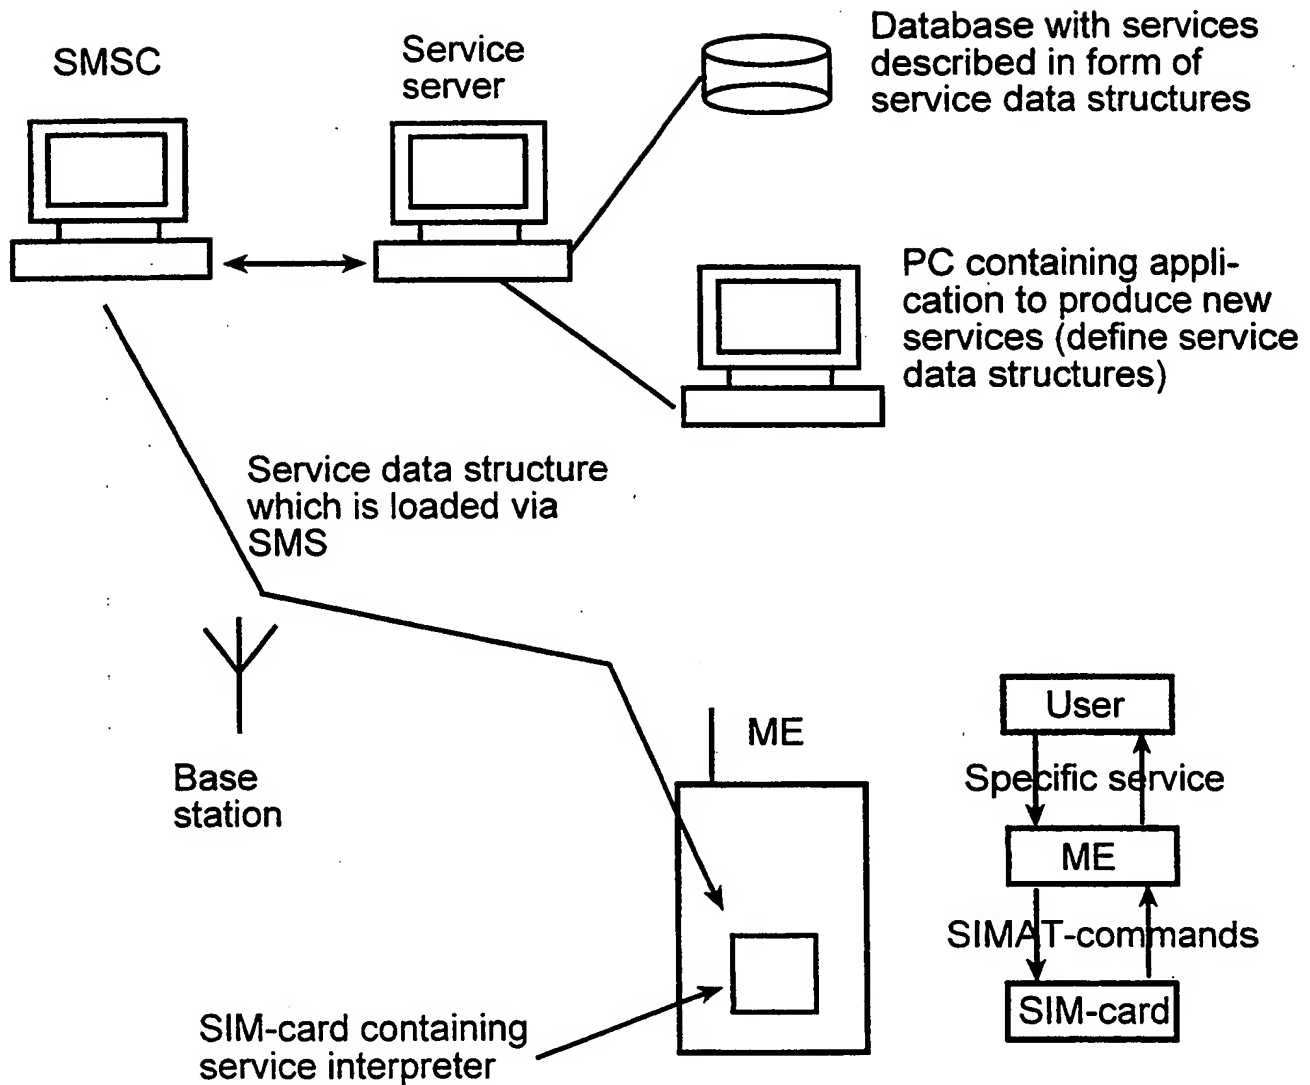 SMSC
Service
server
Database with services
described in form of
service data structures
PC containing appli-
cation to produce new
services (define service
data structures)
Service data structure
which is loaded via
SMS
Base
station
ME
User
Specific service
ME
SIMAT-commands
SIM-card
SIM-card containing
service interpreter